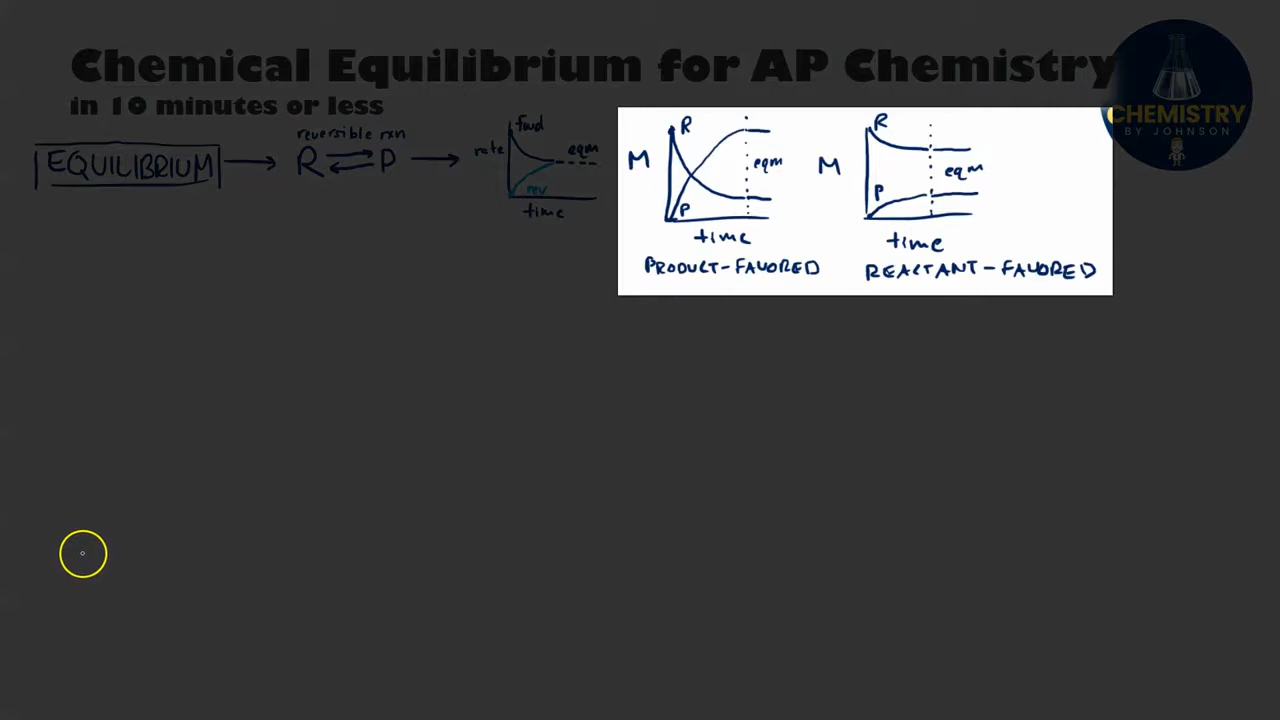 Chemical Equilibrium for AP Chemistry
in 10 minutes or less
CHEMISTRY
BY JOHNSON
EQUILIBRIUM
reversible rxn
R ⇌ P
rate
fwd
eqm
rev
time
M
R
P
eqm
time
PRODUCT-FAVORED
M
R
P
eqm
time
REACTANT-FAVORED